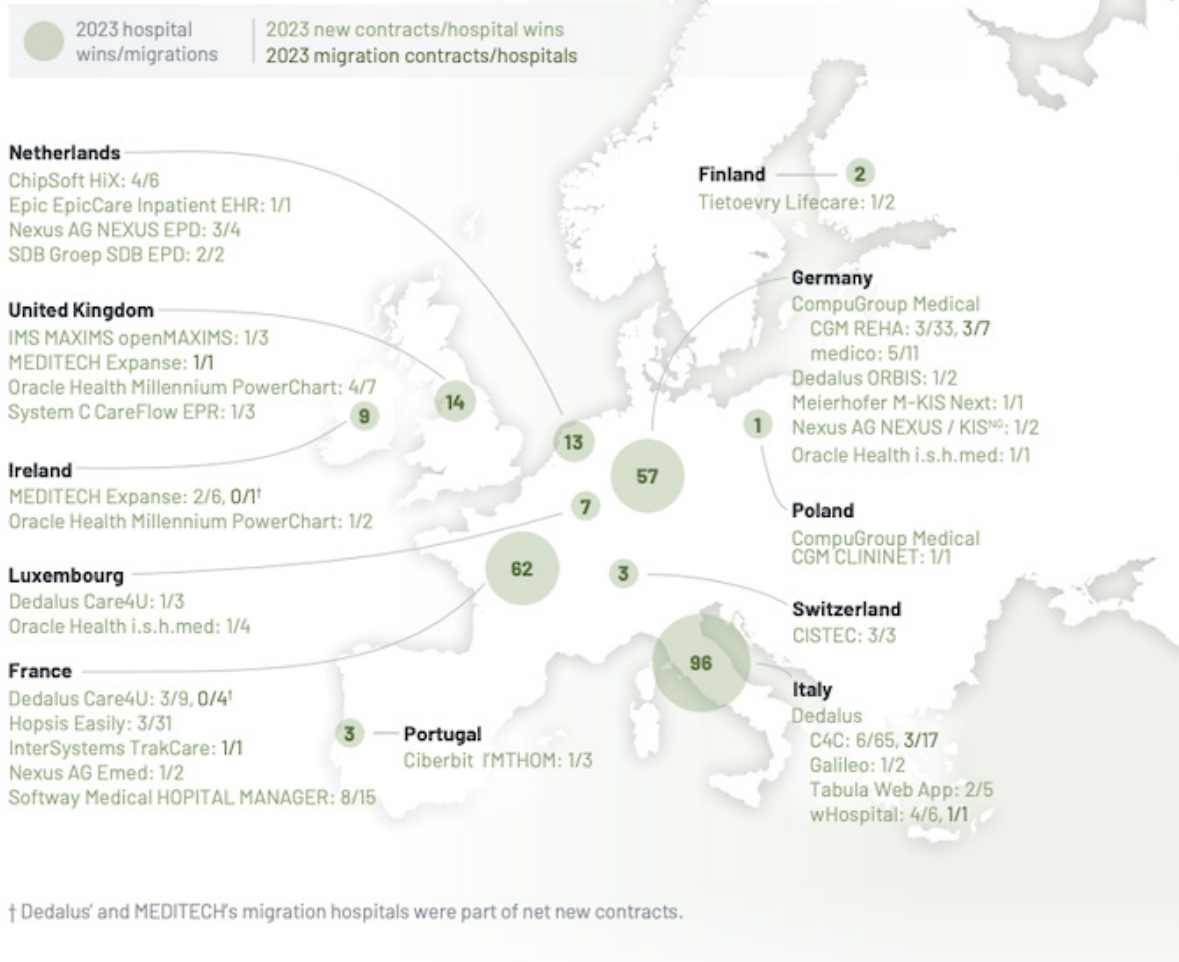 2023 hospital
wins/migrations
2023 new contracts/hospital wins
2023 migration contracts/hospitals
Netherlands
ChipSoft HiX: 4/6
Epic EpicCare Inpatient EHR: 1/1
Nexus AG NEXUS EPD: 3/4
SDB Groep SDB EPD: 2/2
United Kingdom
IMS MAXIMS openMAXIMS: 1/3
MEDITECH Expanse: 1/1
Oracle Health Millennium PowerChart: 4/7
System C CareFlow EPR: 1/3
Ireland
MEDITECH Expanse: 2/6, 0/1†
Oracle Health Millennium PowerChart: 1/2
Luxembourg
Dedalus Care4U: 1/3
Oracle Health i.s.h.med: 1/4
France
Dedalus Care4U: 3/9, 0/4†
Hopsis Easily: 3/31
InterSystems TrakCare: 1/1
Nexus AG Emed: 1/2
Softway Medical HOPITAL MANAGER: 8/15
14
9
13
57
7
62
3
96
3
1
2
Portugal
Ciberbit I'MTHOM: 1/3
Finland
Tietoevry Lifecare: 1/2
Germany
CompuGroup Medical
CGM REHA: 3/33, 3/7
medico: 5/11
Dedalus ORBIS: 1/2
Meierhofer M-KIS Next: 1/1
Nexus AG NEXUS / KISᴺᴳ: 1/2
Oracle Health i.s.h.med: 1/1
Poland
CompuGroup Medical
CGM CLININET: 1/1
Switzerland
CISTEC: 3/3
Italy
Dedalus
C4C: 6/65, 3/17
Galileo: 1/2
Tabula Web App: 2/5
wHospital: 4/6, 1/1
† Dedalus' and MEDITECH's migration hospitals were part of net new contracts.